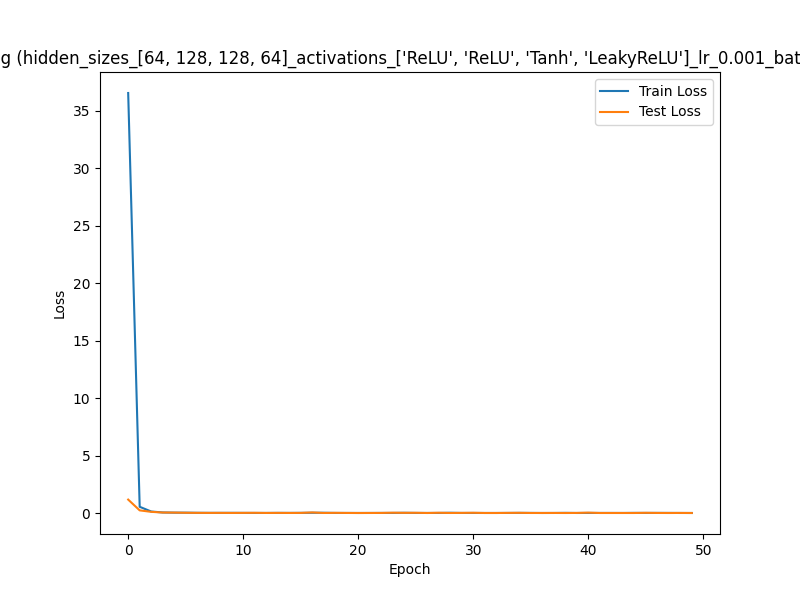 g (hidden_sizes_[64, 128, 128, 64]_activations_['ReLU', 'ReLU', 'Tanh', 'LeakyReLU']_lr_0.001_bat
Train Loss
Test Loss
35
30
25
20
15
10
5
0
Loss
0 10 20 30 40 50
Epoch